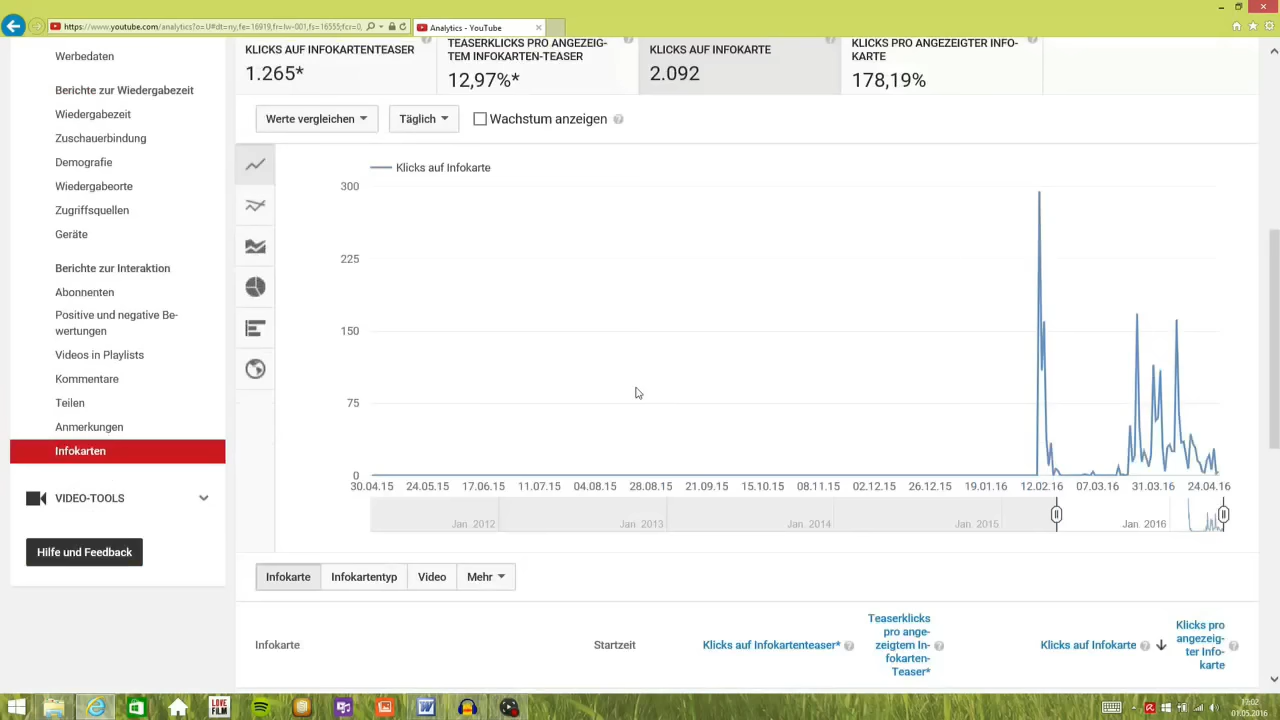 https://www.youtube.com/analytics?o=U#dt=ny,fe=16919,fr=lw-001,fs=16555;fcr=0,
Analytics - YouTube
Werbedaten
Berichte zur Wiedergabezeit
Wiedergabezeit
Zuschauerbindung
Demografie
Wiedergabeorte
Zugriffsquellen
Geräte
Berichte zur Interaktion
Abonnenten
Positive und negative Be-
wertungen
Videos in Playlists
Kommentare
Teilen
Anmerkungen
Infokarten
VIDEO-TOOLS
Hilfe und Feedback
KLICKS AUF INFOKARTENTEASER
1.265*
TEASERKLICKS PRO ANGEZEIG-
TEM INFOKARTEN-TEASER
12,97%*
KLICKS AUF INFOKARTE
2.092
KLICKS PRO ANGEZEIGTER INFO-
KARTE
178,19%
Werte vergleichen
Täglich
Wachstum anzeigen
Klicks auf Infokarte
300
225
150
75
0
30.04.15 24.05.15 17.06.15 11.07.15 04.08.15 28.08.15 21.09.15 15.10.15 08.11.15 02.12.15 26.12.15 19.01.16 12.02.16 07.03.16 31.03.16 24.04.16
Jan. 2012 Jan. 2013 Jan. 2014 Jan. 2015 Jan. 2016
Infokarte Infokartentyp Video Mehr
Infokarte
Startzeit
Klicks auf Infokartenteaser*
Teaserklicks
pro ange-
zeigtem In-
fokarten-
Teaser*
Klicks auf Infokarte
Klicks pro
angezeig-
ter Info-
karte
LOVE
FILM
17:02
01.05.2016